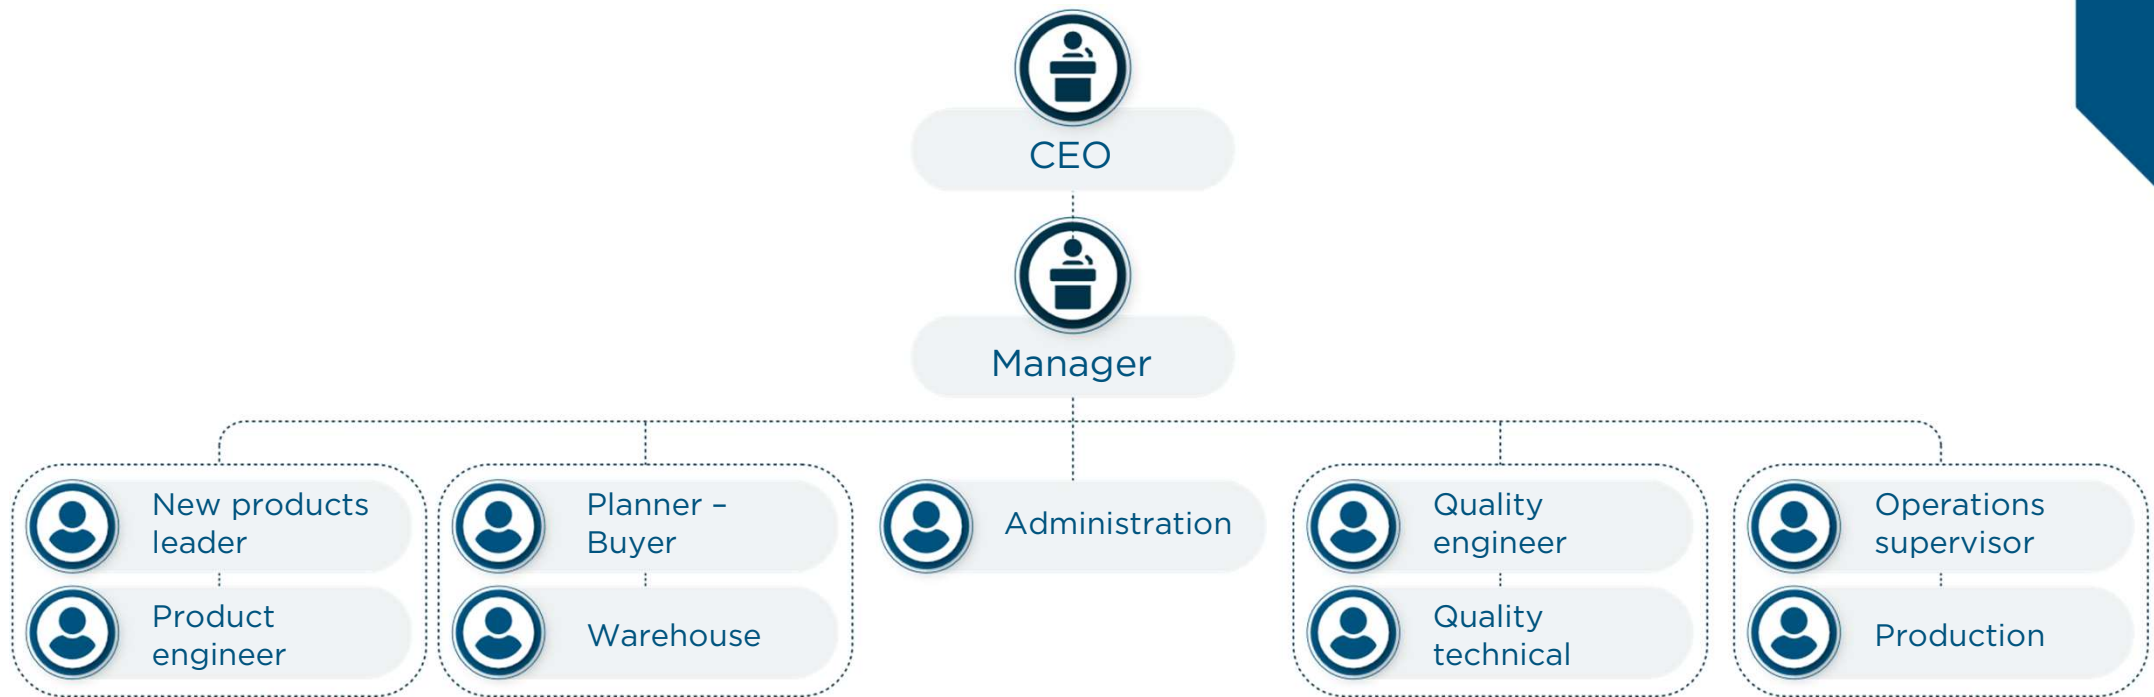 CEO
Manager
New products
leader
Product
engineer
Planner –
Buyer
Warehouse
Administration
Quality
engineer
Quality
technical
Operations
supervisor
Production